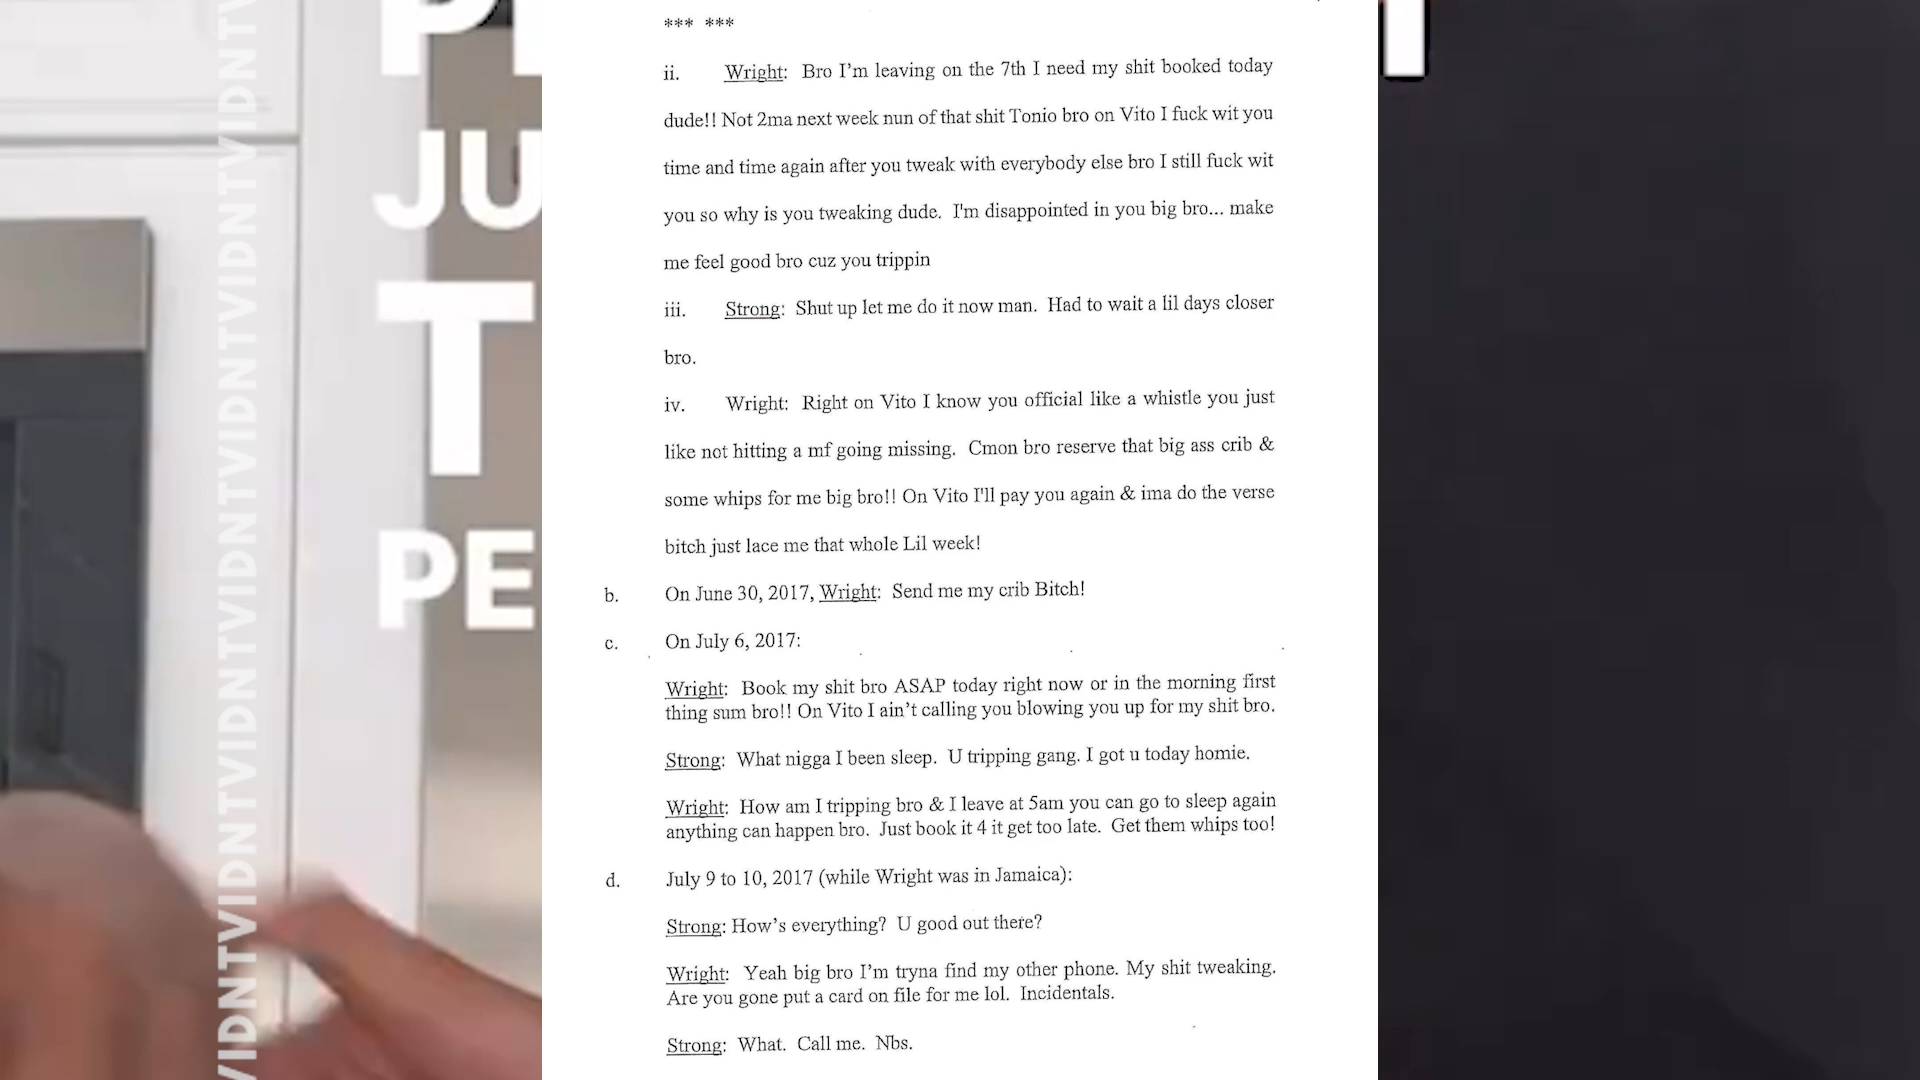 *** ***
ii. Wright: Bro I'm leaving on the 7th I need my shit booked today
dude!! Not 2ma next week nun of that shit Tonio bro on Vito I fuck wit you
time and time again after you tweak with everybody else bro I still fuck wit
you so why is you tweaking dude. I'm disappointed in you big bro... make
me feel good bro cuz you trippin
iii. Strong: Shut up let me do it now man. Had to wait a lil days closer
bro.
iv. Wright: Right on Vito I know you official like a whistle you just
like not hitting a mf going missing. Cmon bro reserve that big ass crib &
some whips for me big bro!! On Vito I'll pay you again & ima do the verse
bitch just lace me that whole Lil week!
b. On June 30, 2017, Wright: Send me my crib Bitch!
c. On July 6, 2017:
Wright: Book my shit bro ASAP today right now or in the morning first
thing sum bro!! On Vito I ain't calling you blowing you up for my shit bro.
Strong: What nigga I been sleep. U tripping gang. I got u today homie.
Wright: How am I tripping bro & I leave at 5am you can go to sleep again
anything can happen bro. Just book it 4 it get too late. Get them whips too!
d. July 9 to 10, 2017 (while Wright was in Jamaica):
Strong: How's everything? U good out there?
Wright: Yeah big bro I'm tryna find my other phone. My shit tweaking.
Are you gone put a card on file for me lol. Incidentals.
Strong: What. Call me. Nbs.
JU
T
PE
VIDNTVIDNTVIDNTVIDNTVIDNTVIDNTVIDNT